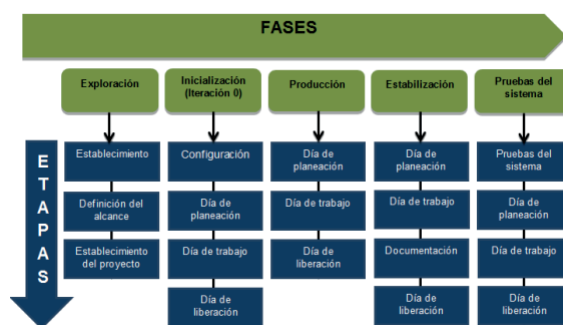 FASES
Exploración
Inicialización
(Iteración 0)
Producción
Estabilización
Pruebas del
sistema
ETAPAS
Establecimiento
Configuración
Día de
planeación
Día de
planeación
Pruebas del
sistema
Definición del
alcance
Día de
planeación
Día de trabajo
Día de trabajo
Día de
planeación
Establecimiento
del proyecto
Día de trabajo
Día de
liberación
Documentación
Día de trabajo
Día de
liberación
Día de
liberación
Día de
liberación